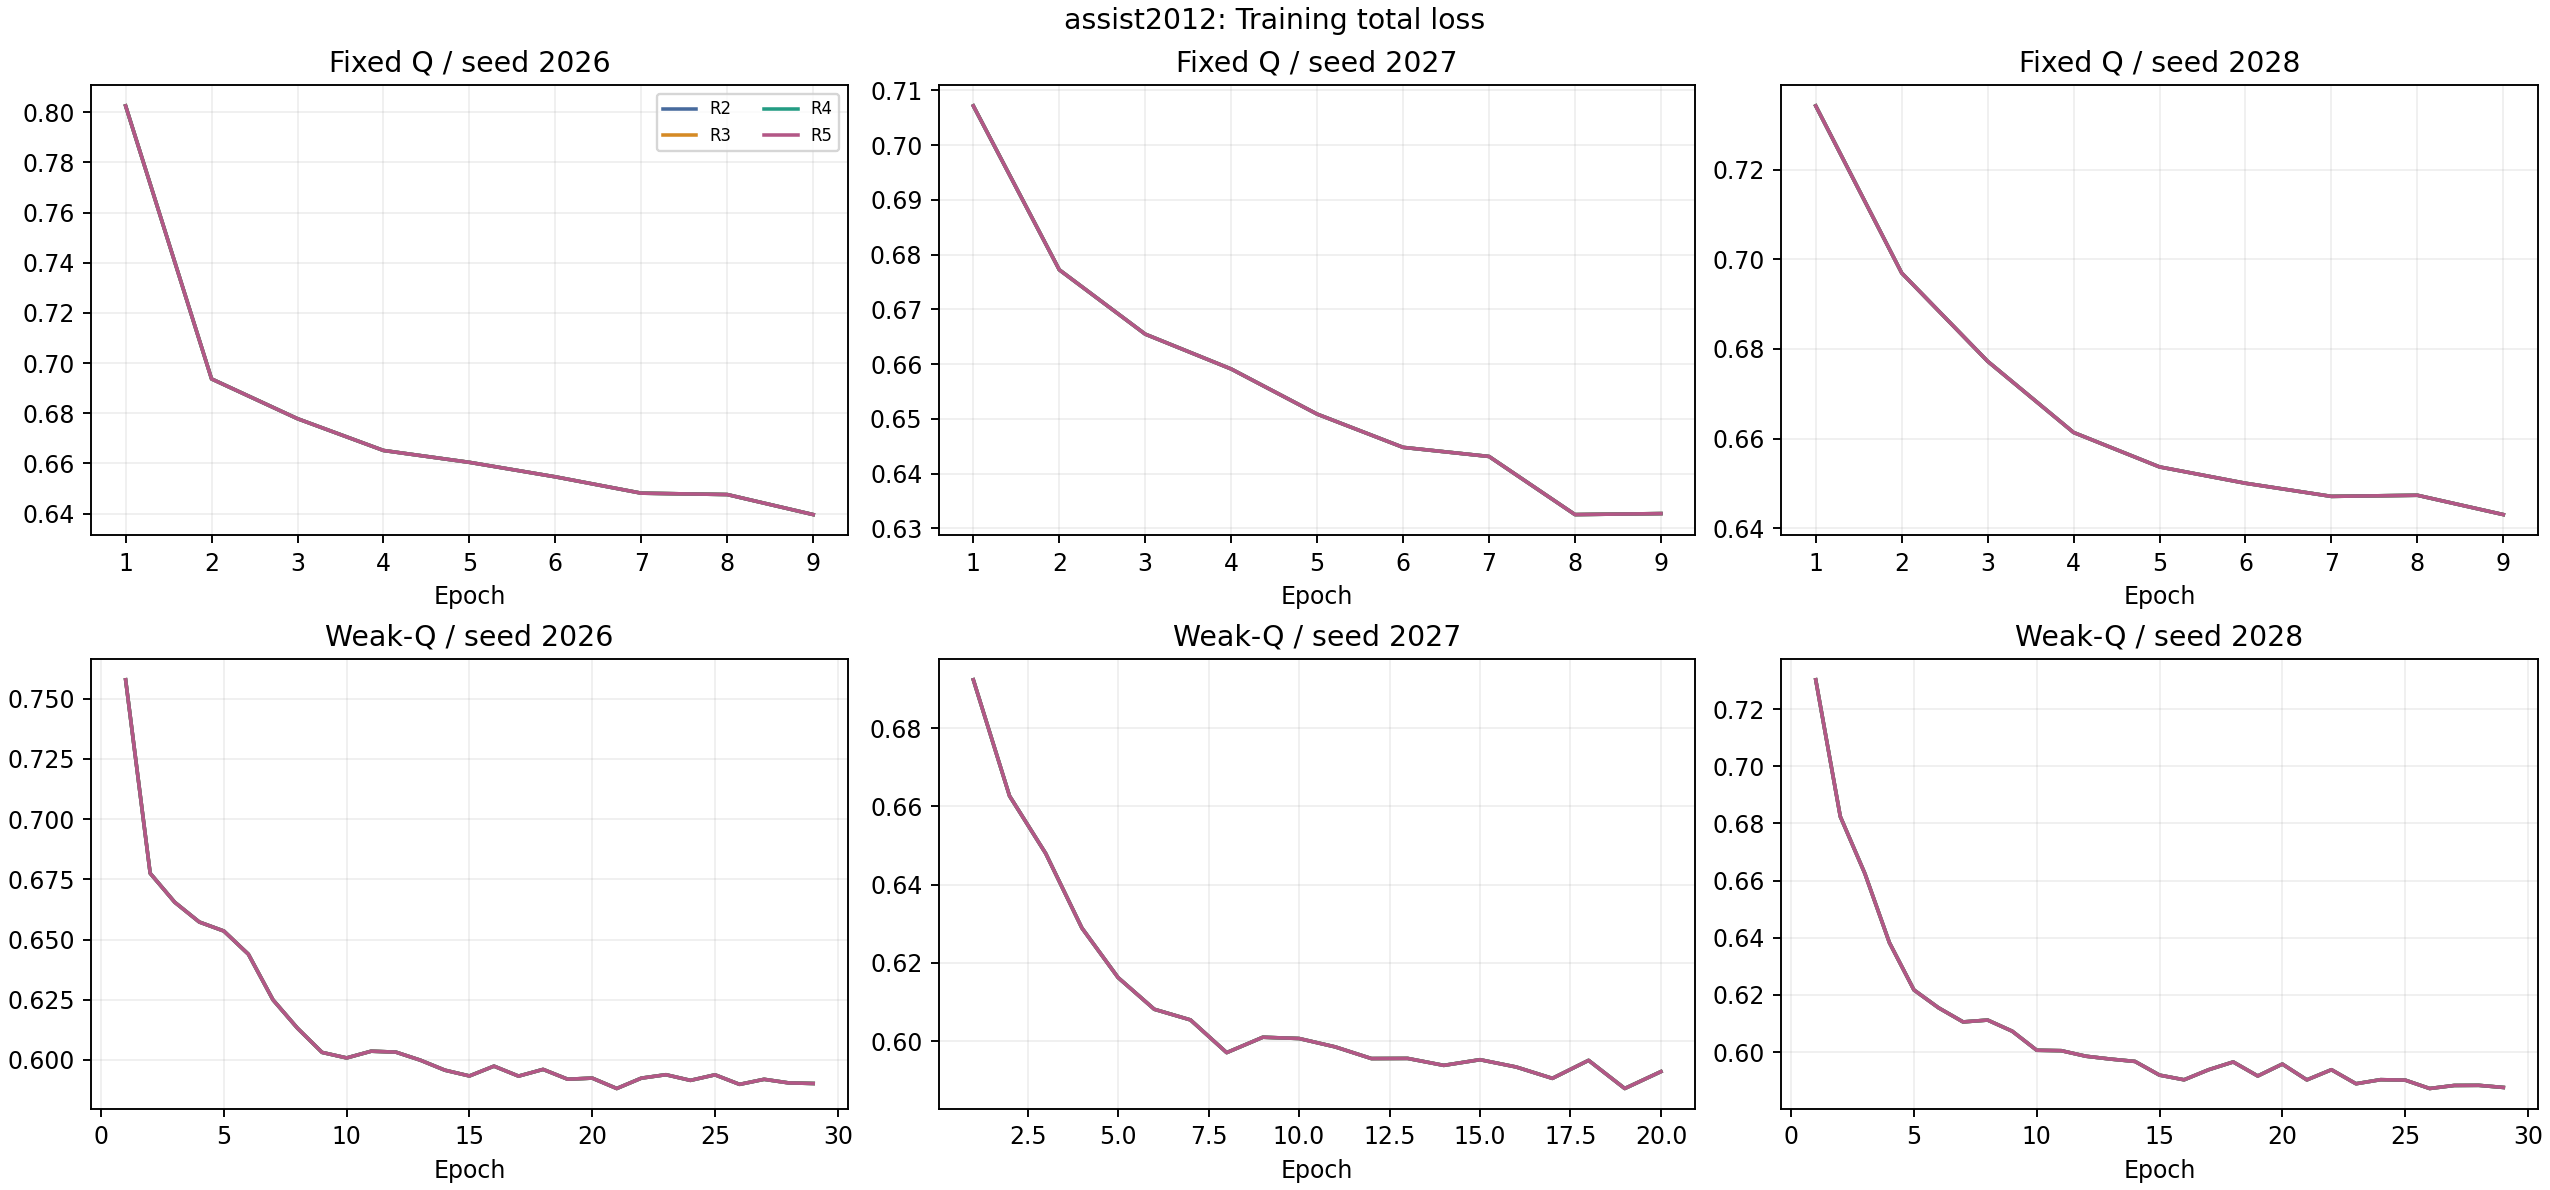 assist2012: Training total loss
Fixed Q / seed 2026
0.80
0.78
0.76
0.74
0.72
0.70
0.68
0.66
0.64
R2 R4
R3 R5
1 2 3 4 5 6 7 8 9
Epoch
Fixed Q / seed 2027
0.71
0.70
0.69
0.68
0.67
0.66
0.65
0.64
0.63
1 2 3 4 5 6 7 8 9
Epoch
Fixed Q / seed 2028
0.72
0.70
0.68
0.66
0.64
1 2 3 4 5 6 7 8 9
Epoch
Weak-Q / seed 2026
0.750
0.725
0.700
0.675
0.650
0.625
0.600
0 5 10 15 20 25 30
Epoch
Weak-Q / seed 2027
0.68
0.66
0.64
0.62
0.60
2.5 5.0 7.5 10.0 12.5 15.0 17.5 20.0
Epoch
Weak-Q / seed 2028
0.72
0.70
0.68
0.66
0.64
0.62
0.60
0 5 10 15 20 25 30
Epoch